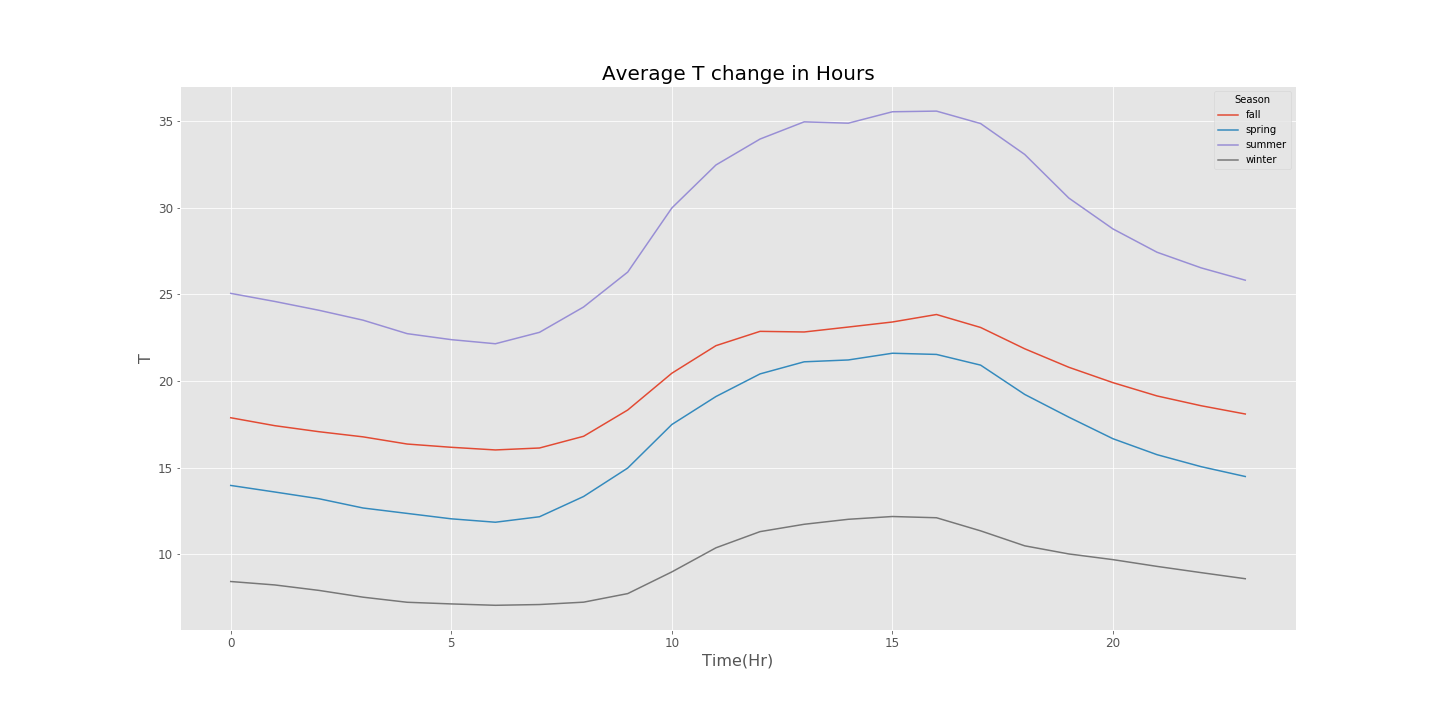 Average T change in Hours
Season
fall
spring
summer
winter
35
30
25
20
15
10
T
0 5 10 15 20
Time(Hr)